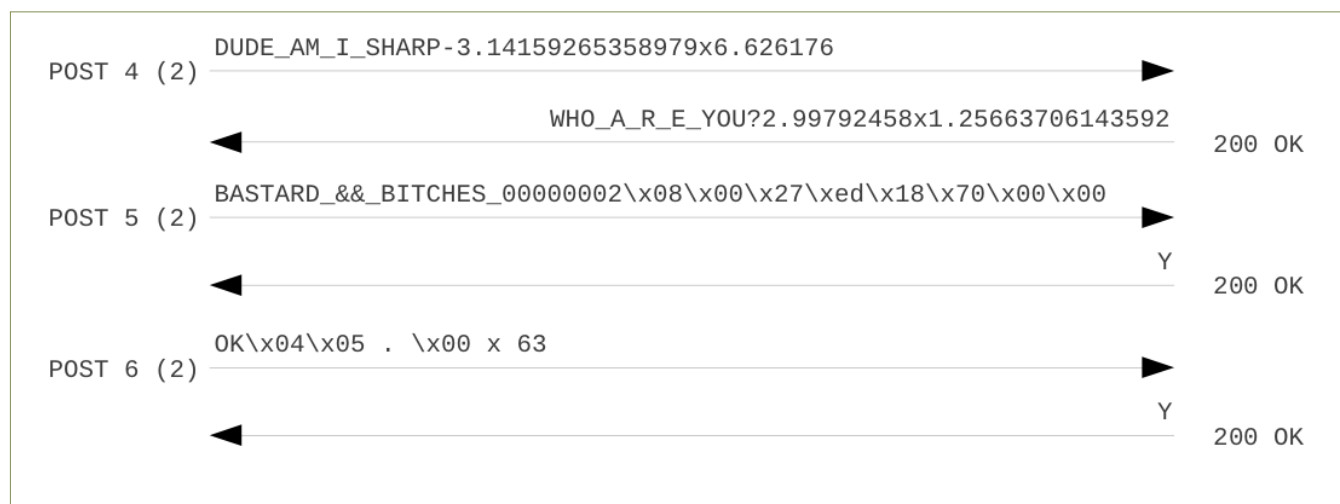 DUDE_AM_I_SHARP-3.14159265358979x6.626176
POST 4 (2)
WHO_A_R_E_YOU?2.99792458x1.25663706143592
200 OK
BASTARD_&&_BITCHES_00000002\x08\x00\x27\xed\x18\x70\x00\x00
POST 5 (2)
Y
200 OK
OK\x04\x05 . \x00 x 63
POST 6 (2)
Y
200 OK